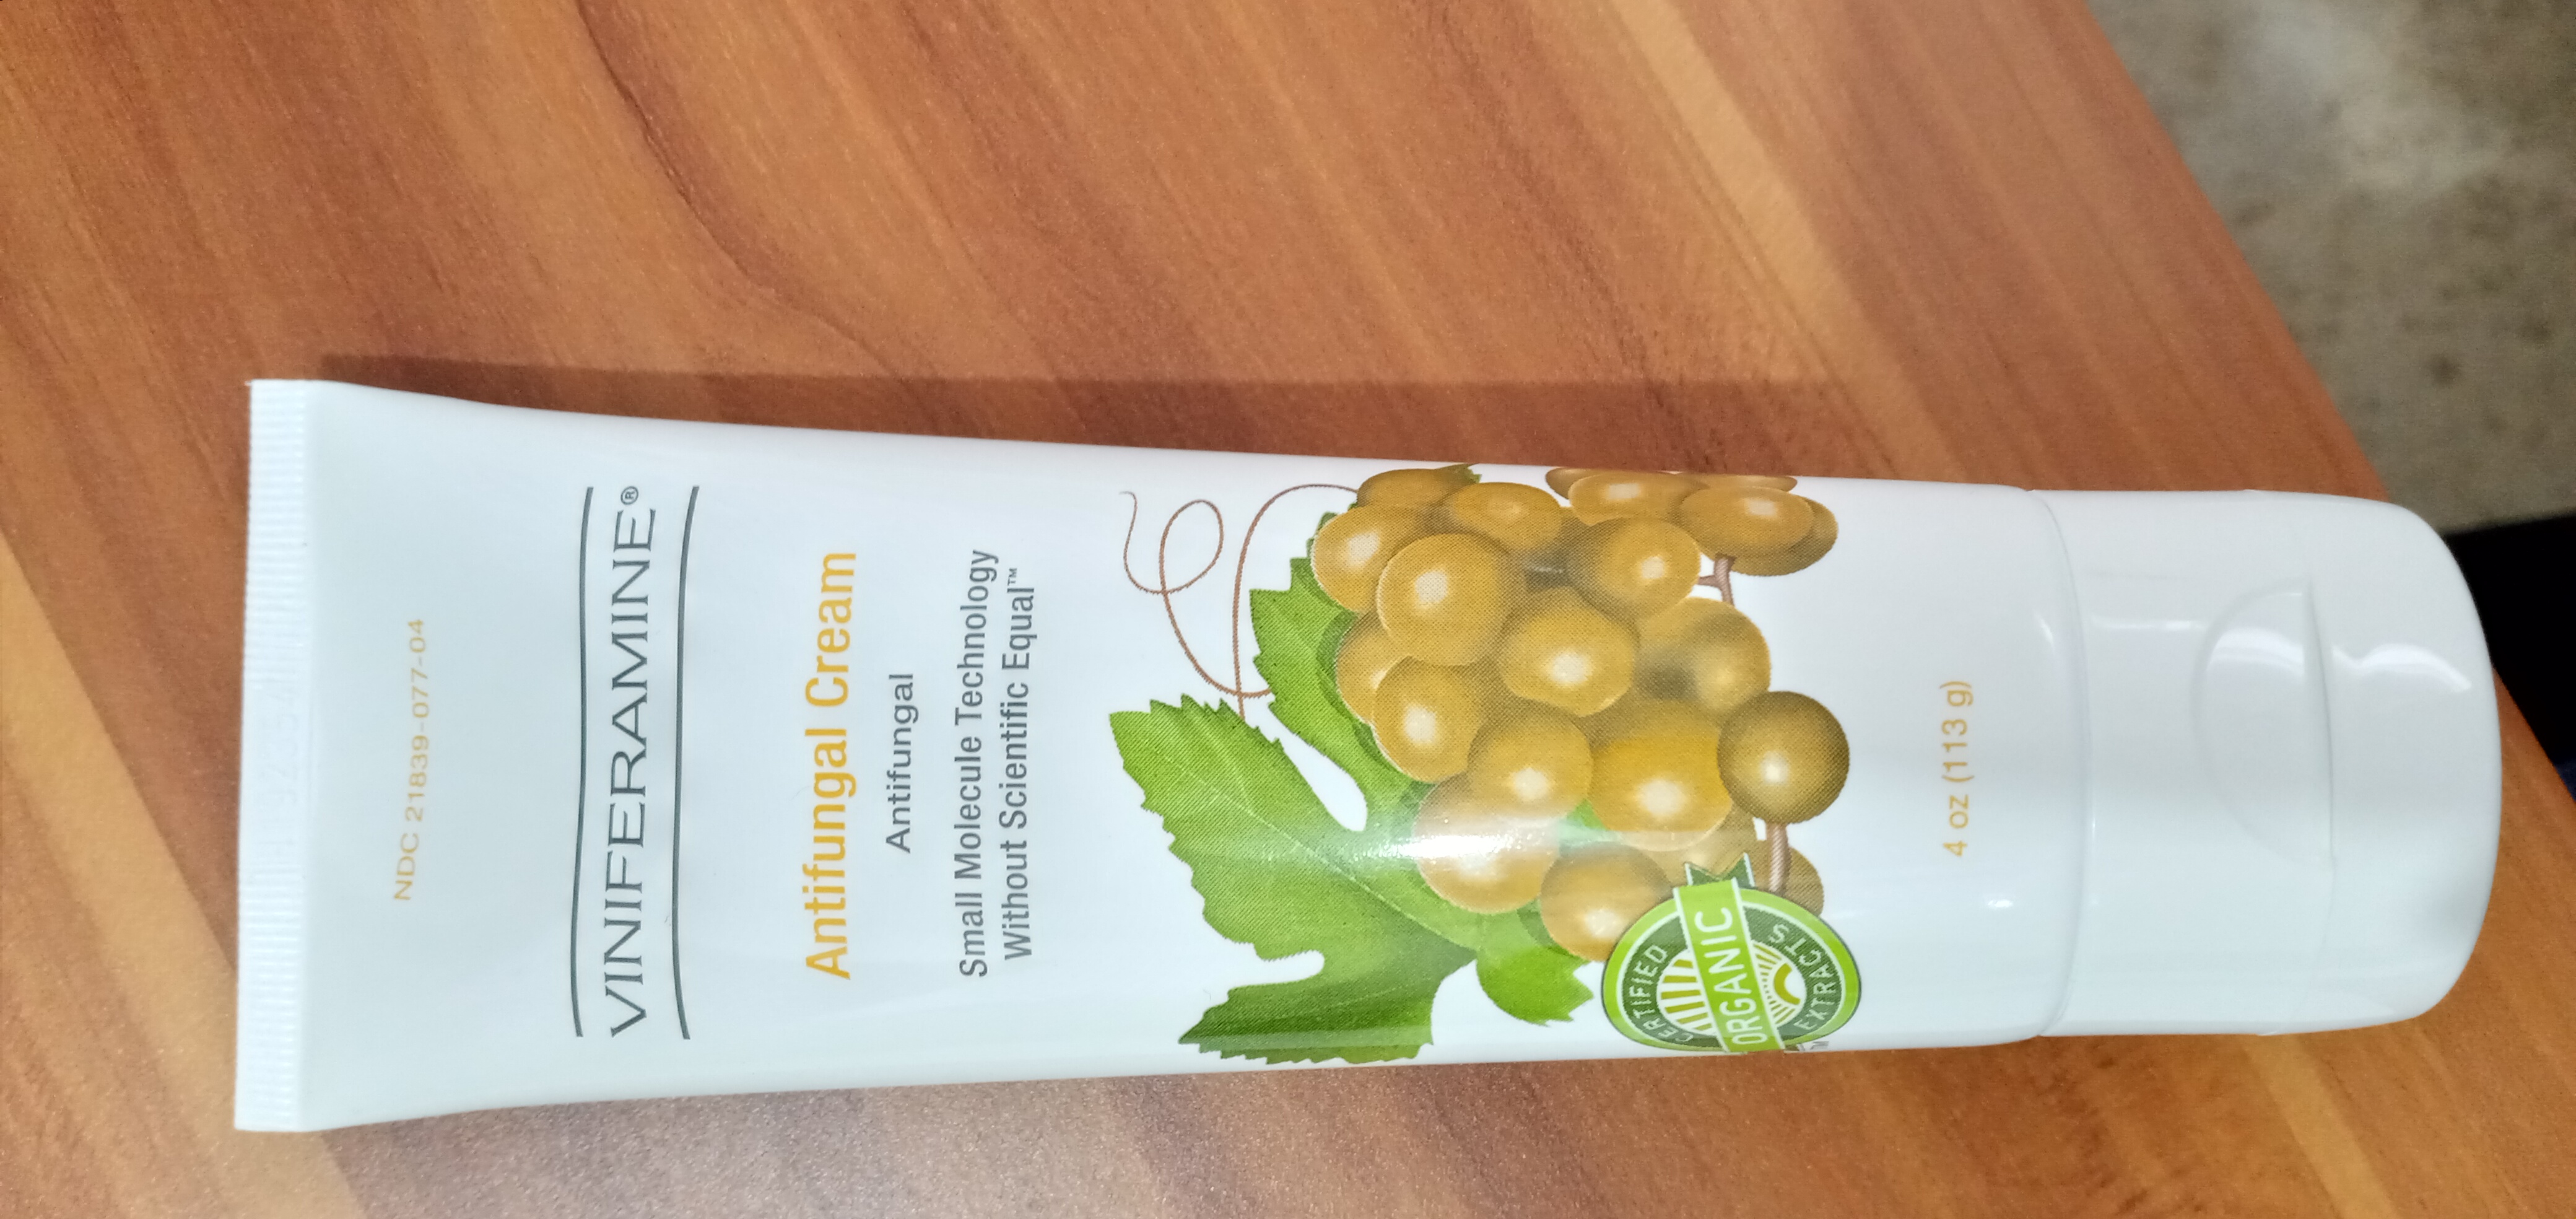 NDC 21839-077-04
VINIFERAMINE®
Antifungal Cream
Antifungal
Small Molecule Technology
Without Scientific Equal™
CERTIFIED
ORGANIC
EXTRACTS
TM
4 oz (113 g)